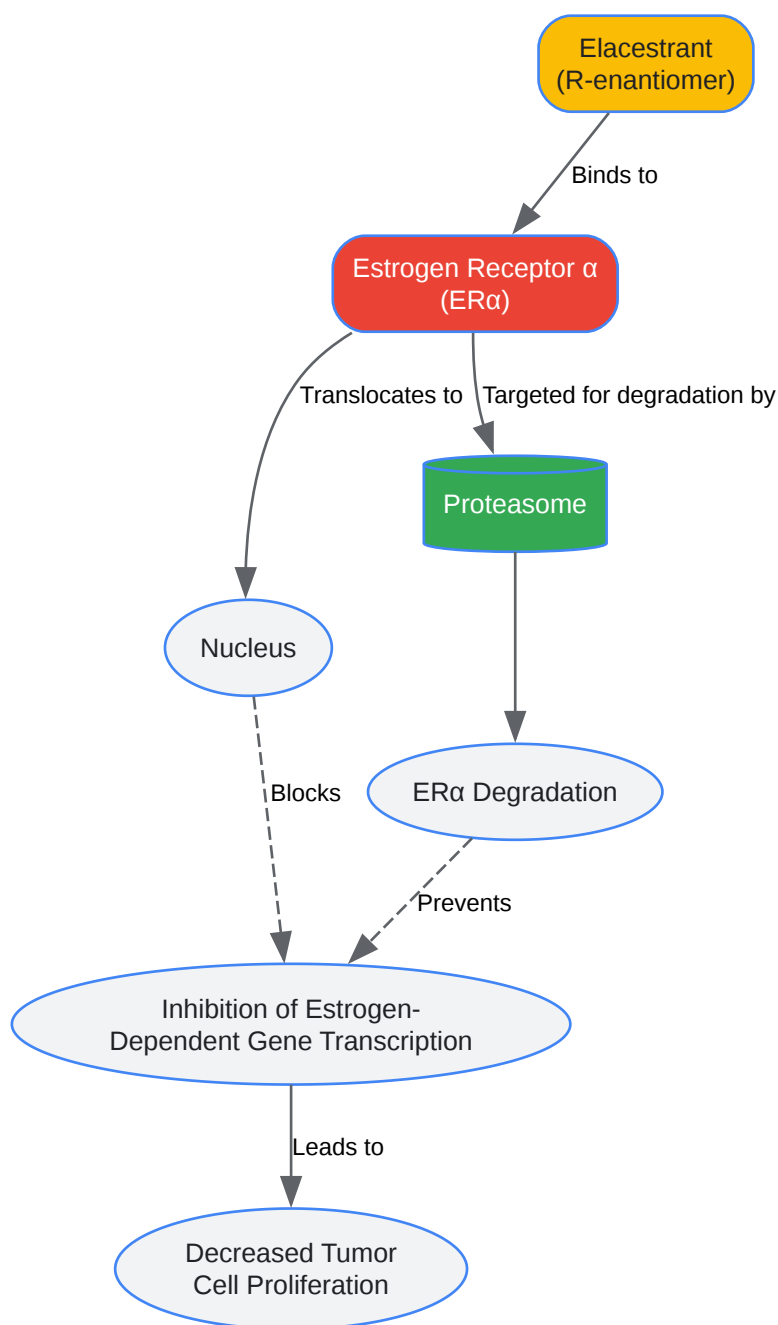 Elacestrant
(R-enantiomer)
Binds to
Estrogen Receptor α
(ERα)
Translocates to
Targeted for degradation by
Proteasome
Nucleus
ERα Degradation
Blocks
Prevents
Inhibition of Estrogen-
Dependent Gene Transcription
Leads to
Decreased Tumor
Cell Proliferation